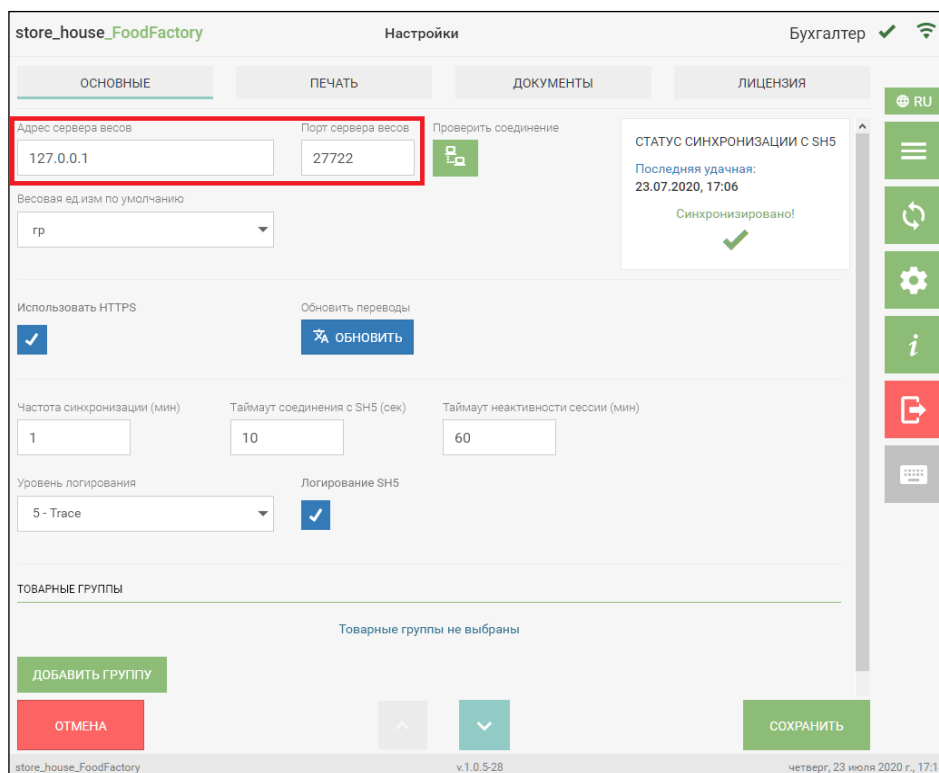 store_house_FoodFactory
Настройки
Бухгалтер
ОСНОВНЫЕ
ПЕЧАТЬ
ДОКУМЕНТЫ
ЛИЦЕНЗИЯ
RU
Адрес сервера весов
Порт сервера весов
Проверить соединение
127.0.0.1
27722
СТАТУС СИНХРОНИЗАЦИИ С SH5
Последняя удачная:
23.07.2020, 17:06
Синхронизировано!
Весовая ед.изм по умолчанию
гр
Использовать HTTPS
Обновить переводы
ОБНОВИТЬ
Частота синхронизации (мин)
Таймаут соединения с SH5 (сек)
Таймаут неактивности сессии (мин)
1
10
60
Уровень логирования
Логирование SH5
5 - Trace
ТОВАРНЫЕ ГРУППЫ
Товарные группы не выбраны
ДОБАВИТЬ ГРУППУ
ОТМЕНА
СОХРАНИТЬ
store_house_FoodFactory
v.1.0.5-28
четверг, 23 июля 2020 г.,